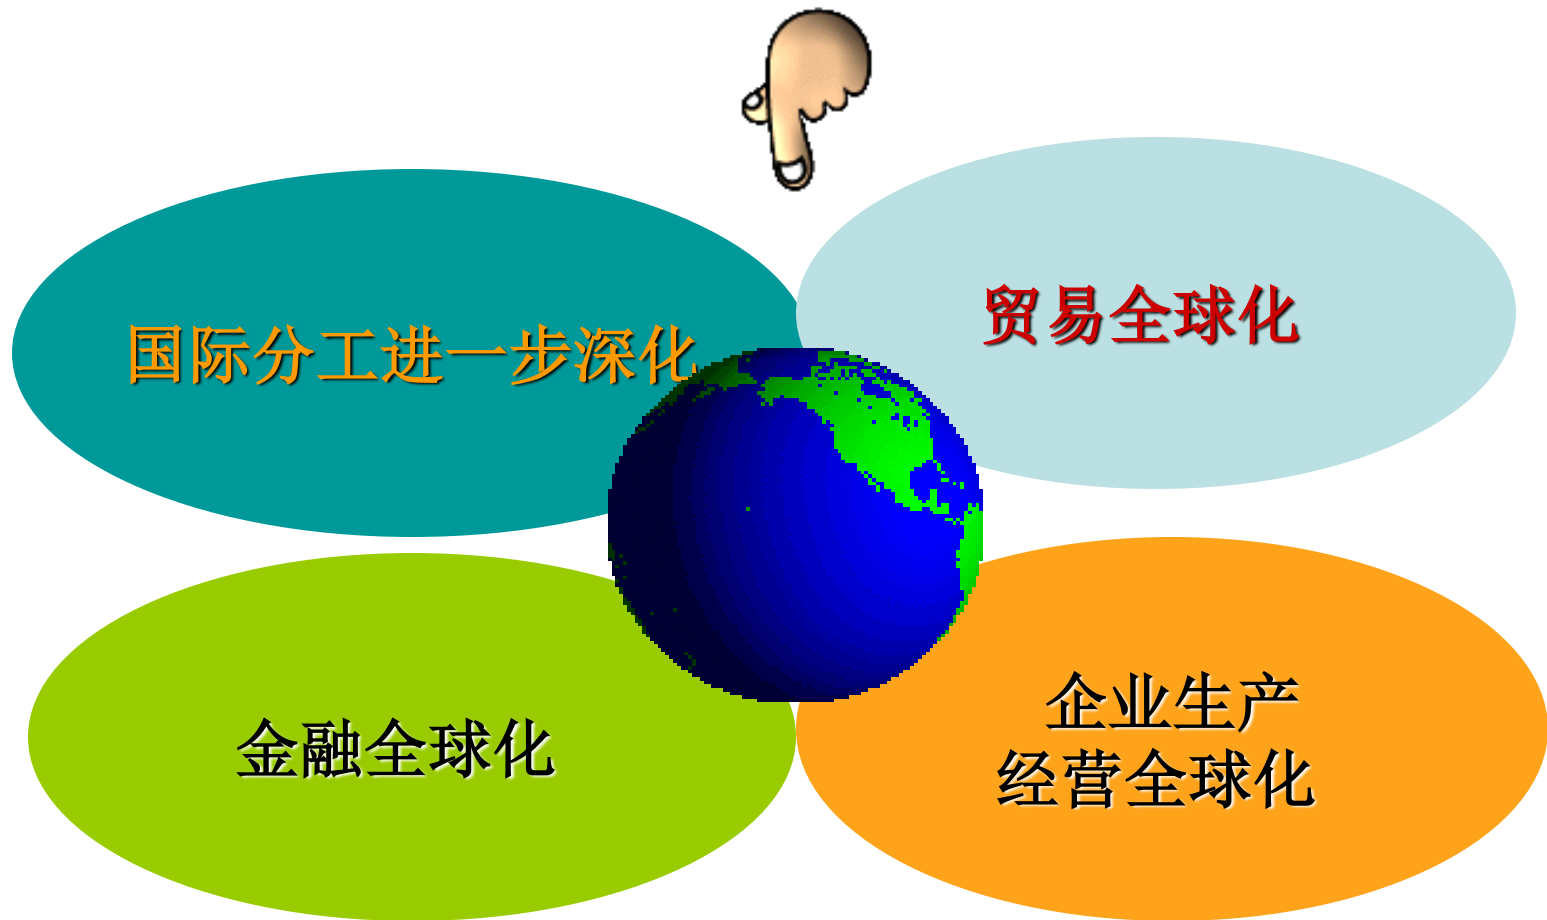 国际分工进一步深化
贸易全球化
金融全球化
企业生产
经营全球化